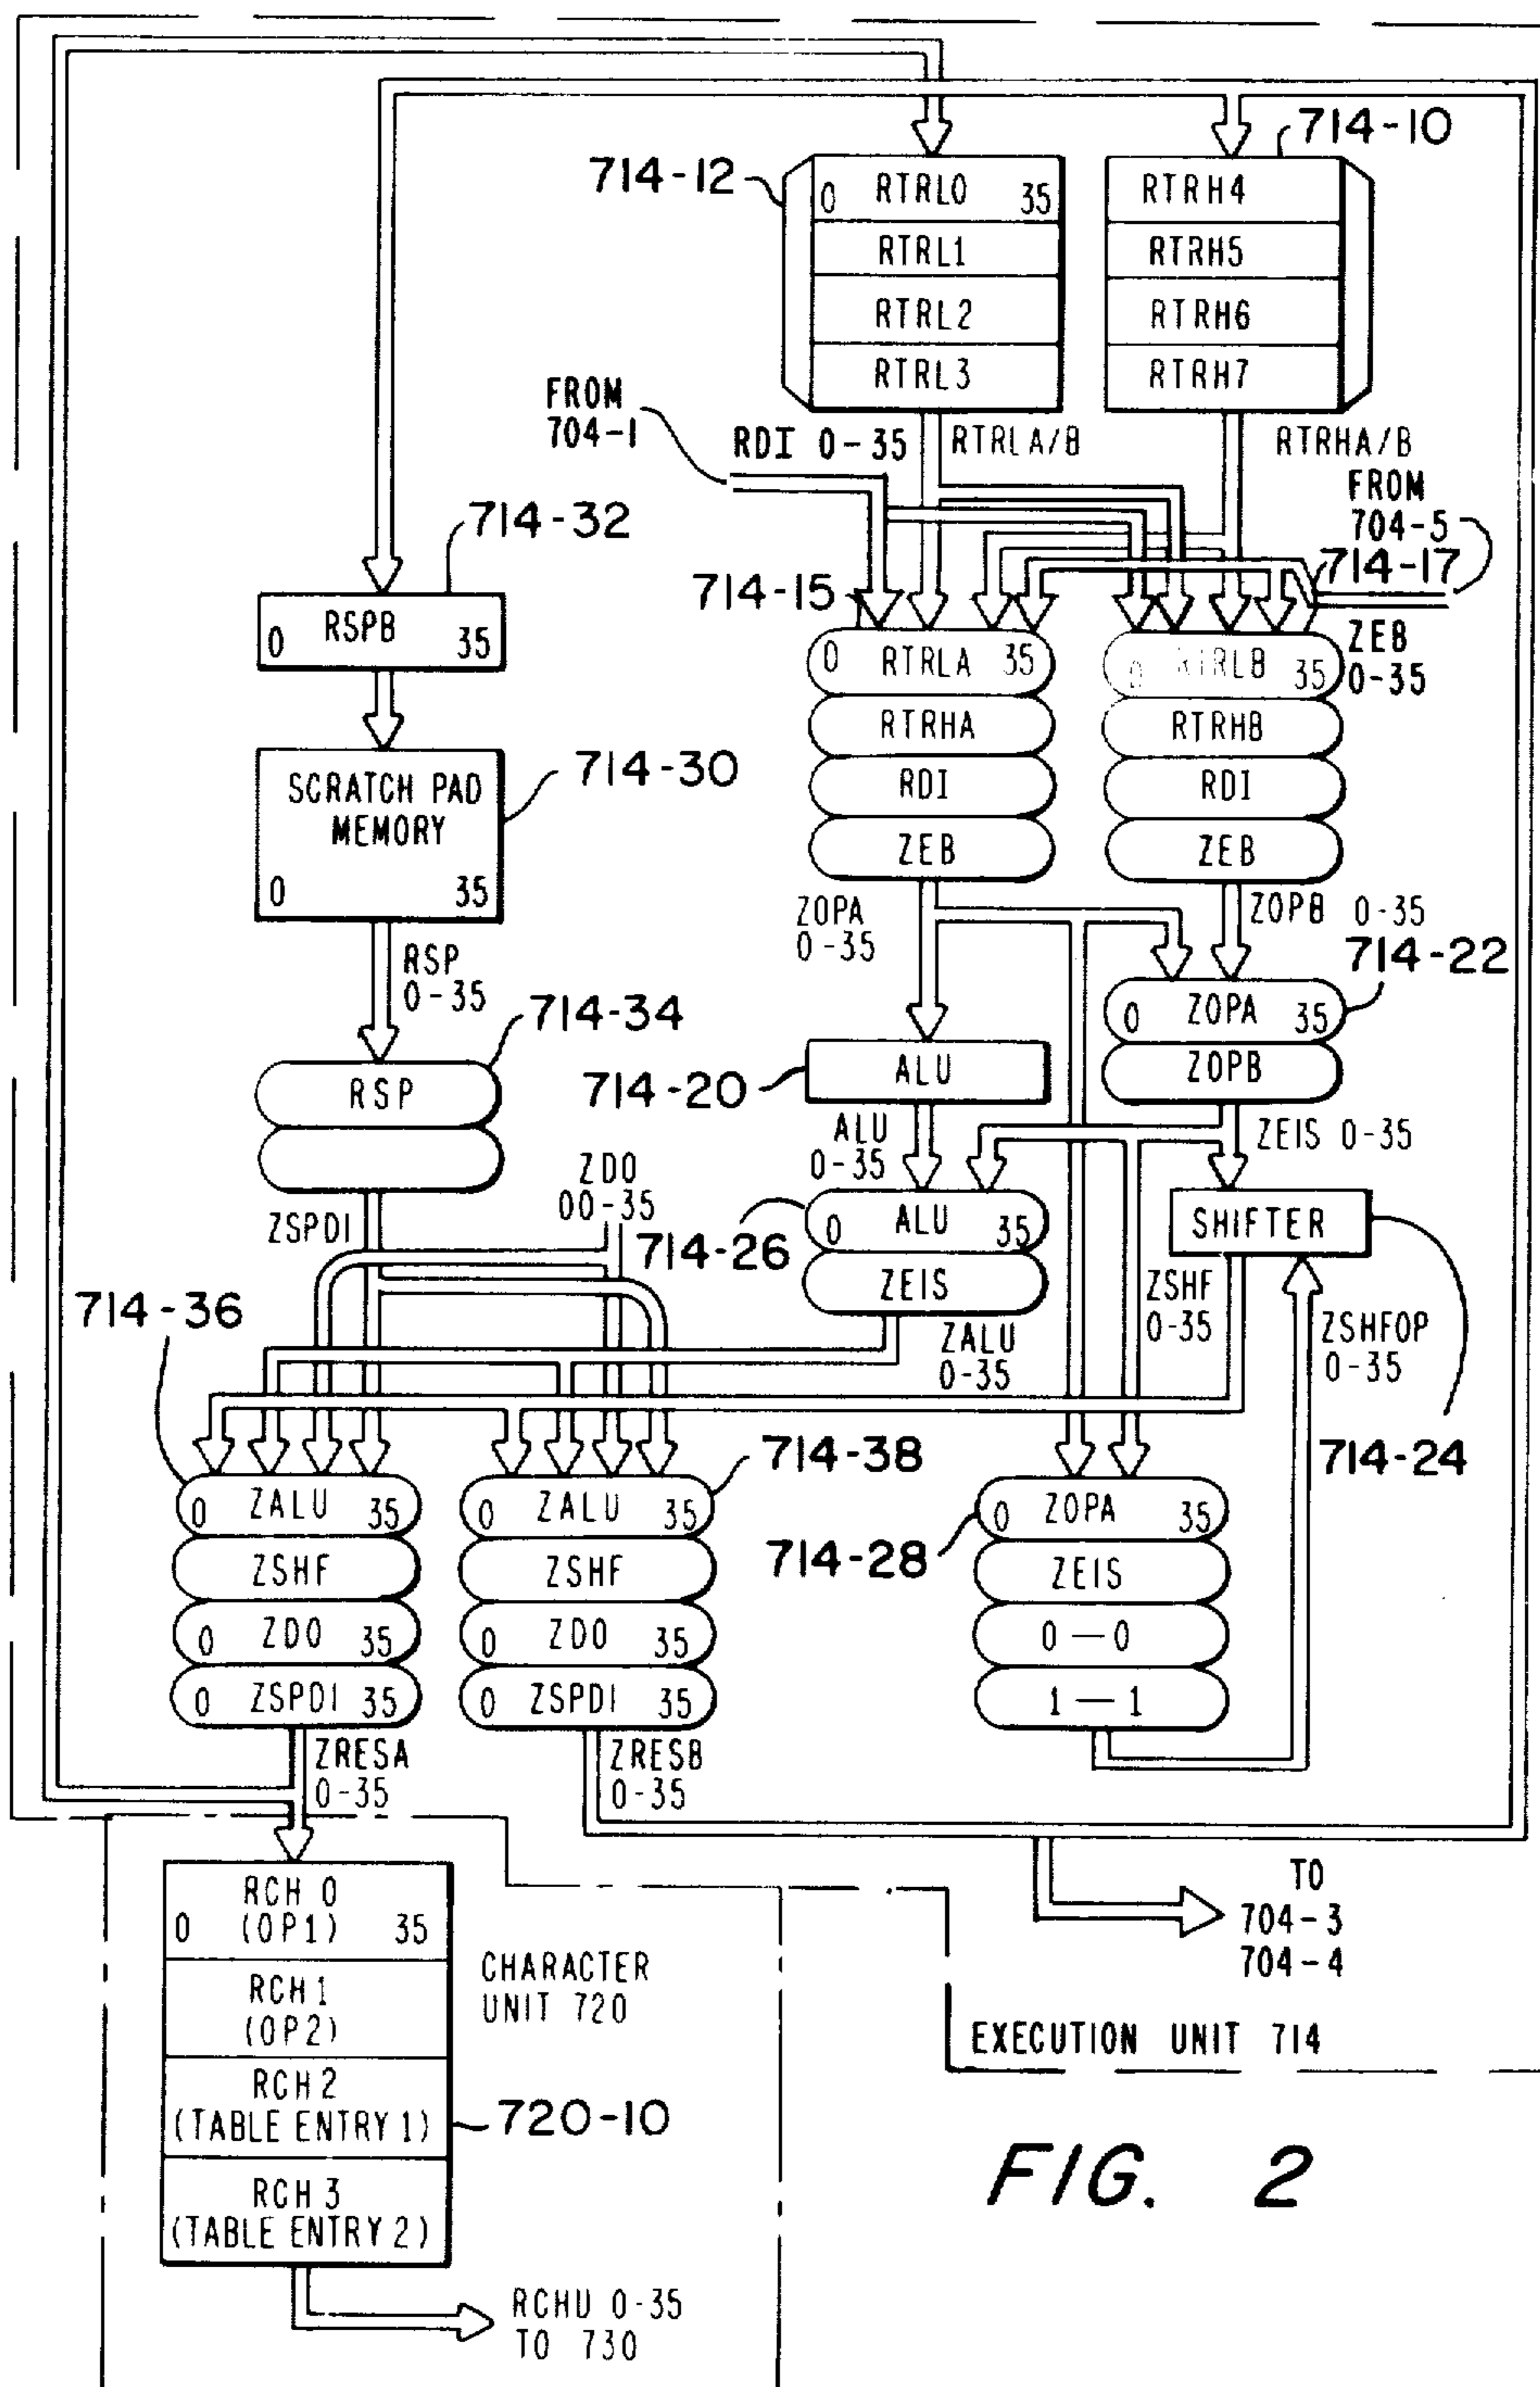 714-10
714-12
0 RTRL0 35
RTRL1
RTRL2
RTRL3
RTRH4
RTRH5
RTRH6
RTRH7
FROM
704-1
RDI 0-35
RTRLA/B
RTRHA/B
FROM
704-5
714-17
ZEB
0-35
714-32
0 RSPB 35
714-15
0 RTRLA 35
RTRHA
RDI
ZEB
0 RTRLB 35
RTRHB
RDI
ZEB
SCRATCH PAD
MEMORY
0 35
714-30
ZOPA
0-35
ZOPB 0-35
714-22
RSP
0-35
0 ZOPA 35
ZOPB
714-34
RSP
714-20
ALU
ALU
0-35
ZEIS 0-35
ZDO
00-35
ZSPDI
714-26
0 ALU 35
ZEIS
SHIFTER
714-36
ZALU
0-35
ZSHF
0-35
ZSHFOP
0-35
714-24
714-38
0 ZALU 35
ZSHF
0 ZDO 35
0 ZSPDI 35
0 ZALU 35
ZSHF
0 ZDO 35
0 ZSPDI 35
714-28
0 ZOPA 35
ZEIS
0—0
1—1
ZRESA
0-35
ZRESB
0-35
TO
704-3
704-4
RCH 0
0 (OP1) 35
RCH 1
(OP2)
RCH 2
(TABLE ENTRY 1)
RCH 3
(TABLE ENTRY 2)
CHARACTER
UNIT 720
720-10
EXECUTION UNIT 714
RCHU 0-35
TO 730
FIG. 2